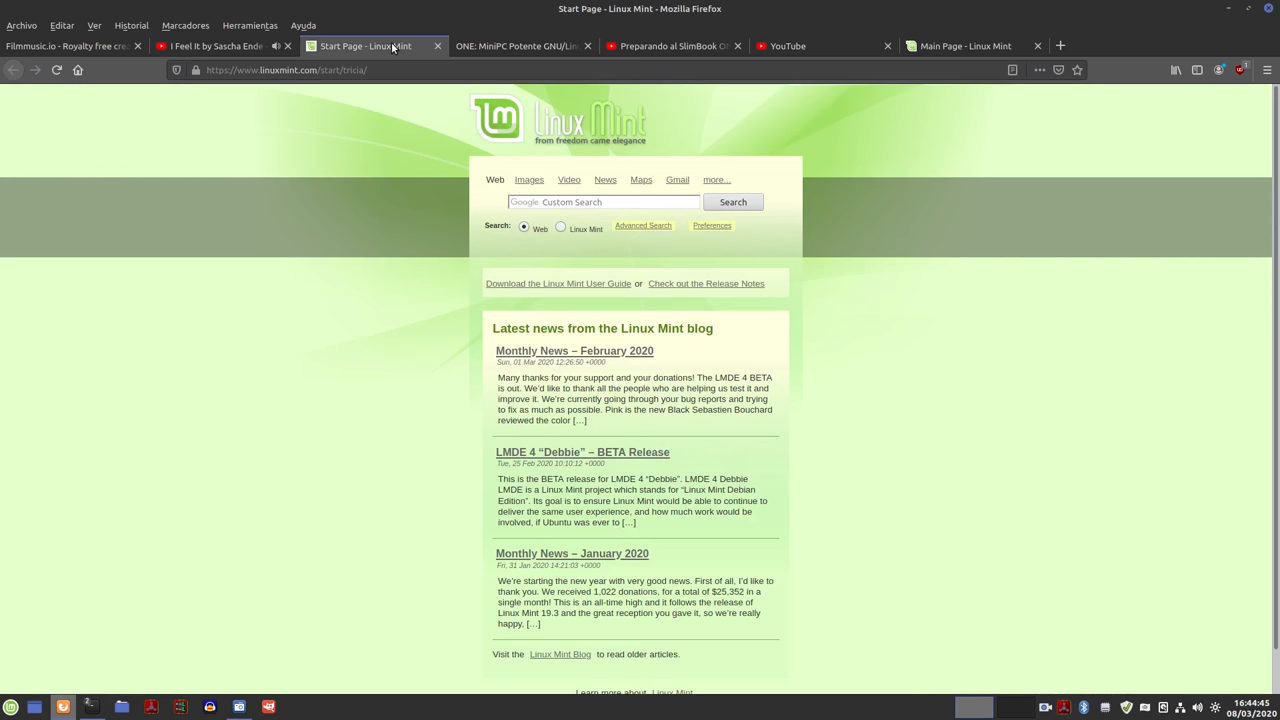 Start Page - Linux Mint - Mozilla Firefox
Archivo Editar Ver Historial Marcadores Herramientas Ayuda
Filmmusic.io - Royalty free cre
I Feel It by Sascha Ende
Start Page - Linux Mint
ONE: MiniPC Potente GNU/Lin
Preparando al SlimBook ON
YouTube
Main Page - Linux Mint
https://www.linuxmint.com/start/tricia/
1
lm Linux Mint
from freedom came elegance
Web Images Video News Maps Gmail more...
Google Custom Search Search
Search: Web Linux Mint Advanced Search Preferences
Download the Linux Mint User Guide or Check out the Release Notes
Latest news from the Linux Mint blog
Monthly News – February 2020
Sun, 01 Mar 2020 12:26:50 +0000
Many thanks for your support and your donations! The LMDE 4 BETA
is out. We’d like to thank all the people who are helping us test it and
improve it. We’re currently going through your bug reports and trying
to fix as much as possible. Pink is the new Black Sebastien Bouchard
reviewed the color […]
LMDE 4 “Debbie” – BETA Release
Tue, 25 Feb 2020 10:10:12 +0000
This is the BETA release for LMDE 4 “Debbie”. LMDE 4 Debbie
LMDE is a Linux Mint project which stands for “Linux Mint Debian
Edition”. Its goal is to ensure Linux Mint would be able to continue to
deliver the same user experience, and how much work would be
involved, if Ubuntu was ever to […]
Monthly News – January 2020
Fri, 31 Jan 2020 14:21:03 +0000
We’re starting the new year with very good news. First of all, I’d like to
thank you. We received 1,022 donations, for a total of $25,352 in a
single month! This is an all-time high and it follows the release of
Linux Mint 19.3 and the great reception you gave it, so we’re really
happy, […]
Visit the Linux Mint Blog to read older articles.
Learn more about Linux Mint
2
16:44:45
08/03/2020